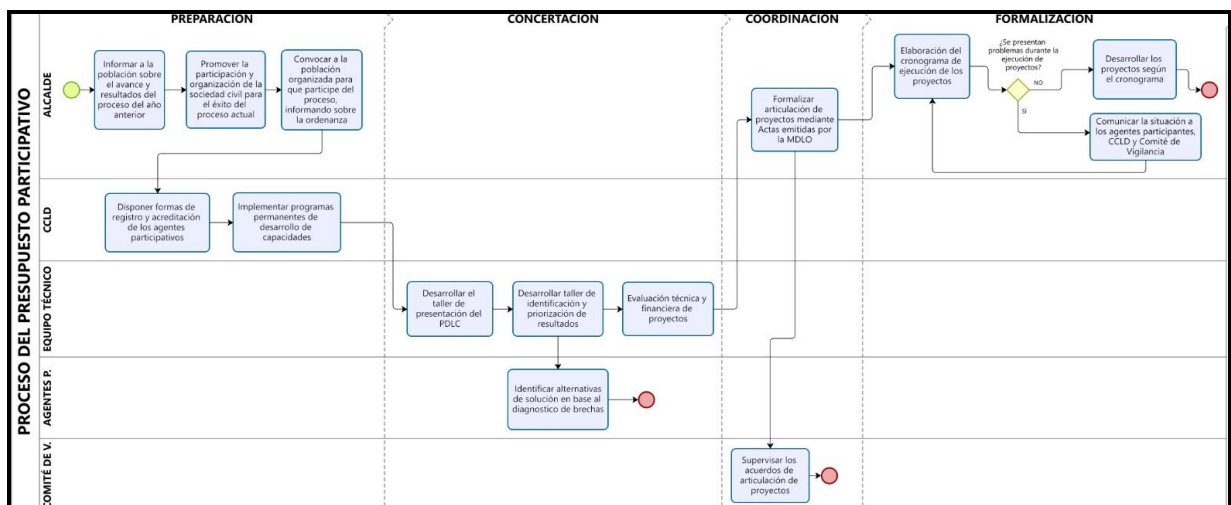 PROCESO DEL PRESUPUESTO PARTICIPATIVO
PREPARACION
CONCERTACION
COORDINACION
FORMALIZACION
ALCALDE
Informar a la
población sobre
el avance y
resultados del
proceso del año
anterior
Promover la
participación y
organización de la
sociedad civil para
el éxito del
proceso actual
Convocar a la
población
organizada para
que participe del
proceso,
informando sobre
la ordenanza
Formalizar
articulación de
proyectos mediante
Actas emitidas por
la MDLO
Elaboración del
cronograma de
ejecución de los
proyectos
¿Se presentan
problemas durante la
ejecución de
proyectos?
NO
SI
Desarrollar los
proyectos según
el cronograma
Comunicar la situación a
los agentes participantes,
CCLD y Comité de
Vigilancia
CCLD
Disponer formas de
registro y acreditación
de los agentes
participativos
Implementar programas
permanentes de
desarrollo de
capacidades
EQUIPO TÉCNICO
Desarrollar el
taller de
presentación del
PDLC
Desarrollar taller de
identificación y
priorización de
resultados
Evaluación técnica y
financiera de
proyectos
AGENTES P.
Identificar alternativas
de solución en base al
diagnostico de brechas
COMITÉ DE V.
Supervisar los
acuerdos de
articulación de
proyectos